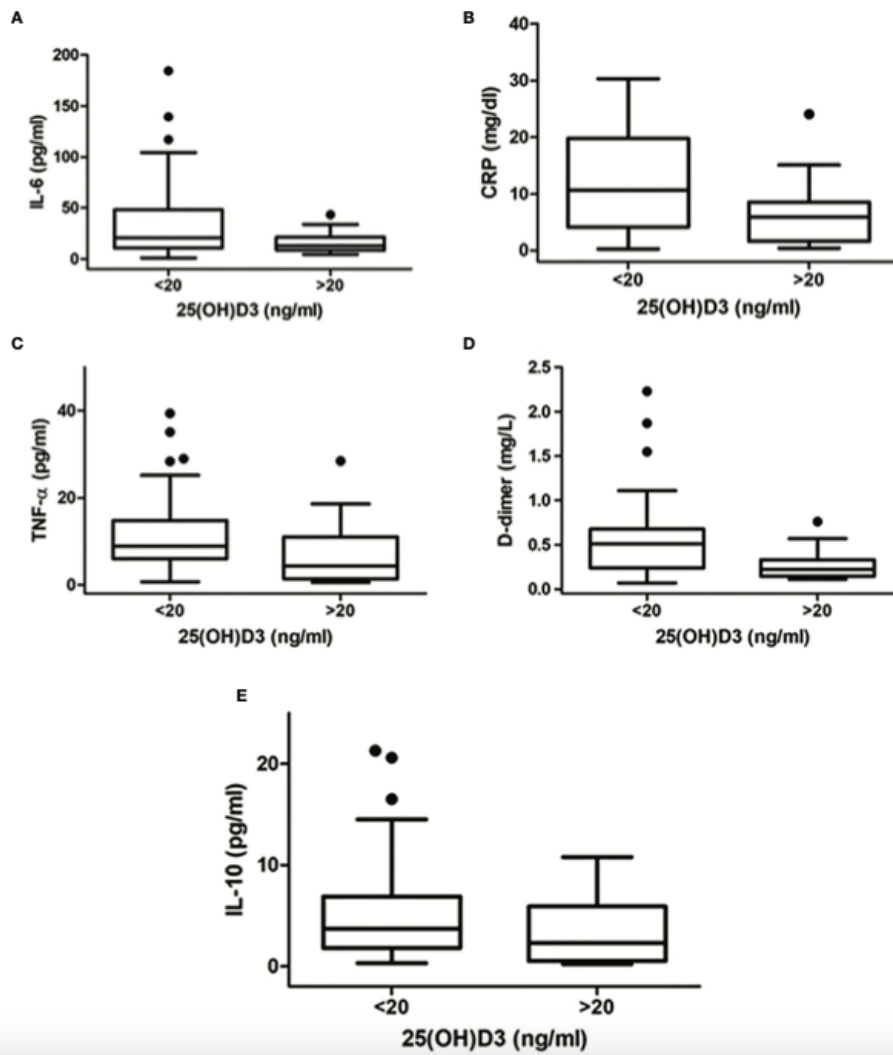 A
IL-6 (pg/ml)
200
150
100
50
0
<20
>20
25(OH)D3 (ng/ml)
B
CRP (mg/dl)
40
30
20
10
0
<20
>20
25(OH)D3 (ng/ml)
C
TNF-α (pg/ml)
40
20
0
<20
>20
25(OH)D3 (ng/ml)
D
D-dimer (mg/L)
2.5
2.0
1.5
1.0
0.5
0.0
<20
>20
25(OH)D3 (ng/ml)
E
IL-10 (pg/ml)
20
10
0
<20
>20
25(OH)D3 (ng/ml)